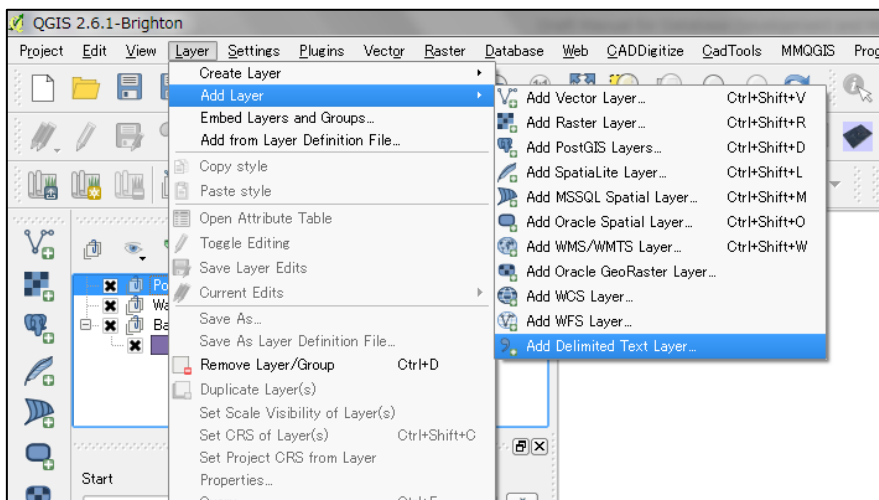 QGIS 2.6.1-Brighton
Project Edit View Layer Settings Plugins Vector Raster Database Web CADDigitize CadTools MMQGIS
Create Layer
Add Layer
Embed Layers and Groups...
Add from Layer Definition File...
Copy style
Paste style
Open Attribute Table
Toggle Editing
Save Layer Edits
Current Edits
Save As...
Save As Layer Definition File...
Remove Layer/Group Ctrl+D
Duplicate Layer(s)
Set Scale Visibility of Layer(s)
Set CRS of Layer(s) Ctrl+Shift+C
Set Project CRS from Layer
Properties...
Add Vector Layer... Ctrl+Shift+V
Add Raster Layer... Ctrl+Shift+R
Add PostGIS Layers... Ctrl+Shift+D
Add SpatiaLite Layer... Ctrl+Shift+L
Add MSSQL Spatial Layer... Ctrl+Shift+M
Add Oracle Spatial Layer... Ctrl+Shift+O
Add WMS/WMTS Layer... Ctrl+Shift+W
Add Oracle GeoRaster Layer...
Add WCS Layer...
Add WFS Layer...
Add Delimited Text Layer...
Po
Wa
Ba
Start